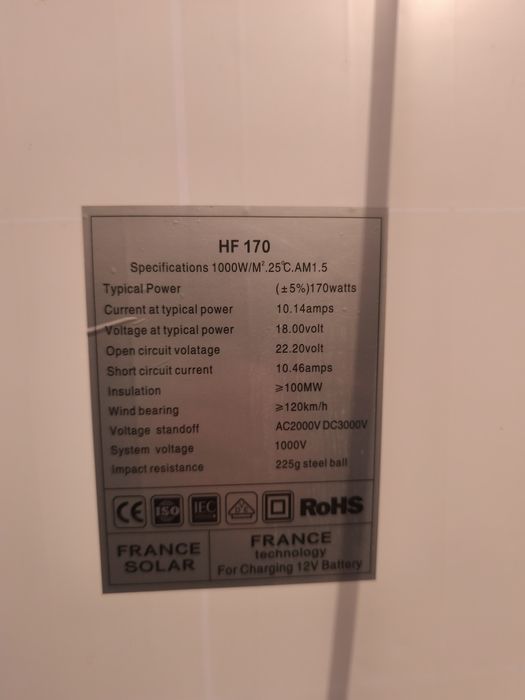 HF 170
Specifications 1000W/M².25℃.AM1.5
Typical Power (±5%)170watts
Current at typical power 10.14amps
Voltage at typical power 18.00volt
Open circuit volatage 22.20volt
Short circuit current 10.46amps
Insulation ≥100MW
Wind bearing ≥120km/h
Voltage standoff AC2000V DC3000V
System voltage 1000V
Impact resistance 225g steel ball
CE ISO IEC RoHS
FRANCE SOLAR
FRANCE
technology
For Charging 12V Battery